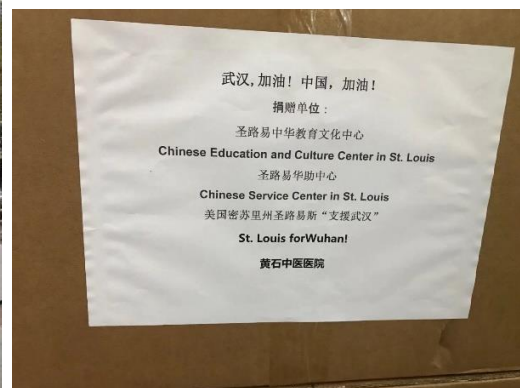 武汉,加油! 中国，加油!
捐赠单位：
圣路易中华教育文化中心
Chinese Education and Culture Center in St. Louis
圣路易华助中心
Chinese Service Center in St. Louis
美国密苏里州圣路易斯“支援武汉”
St. Louis forWuhan!
黄石中医医院